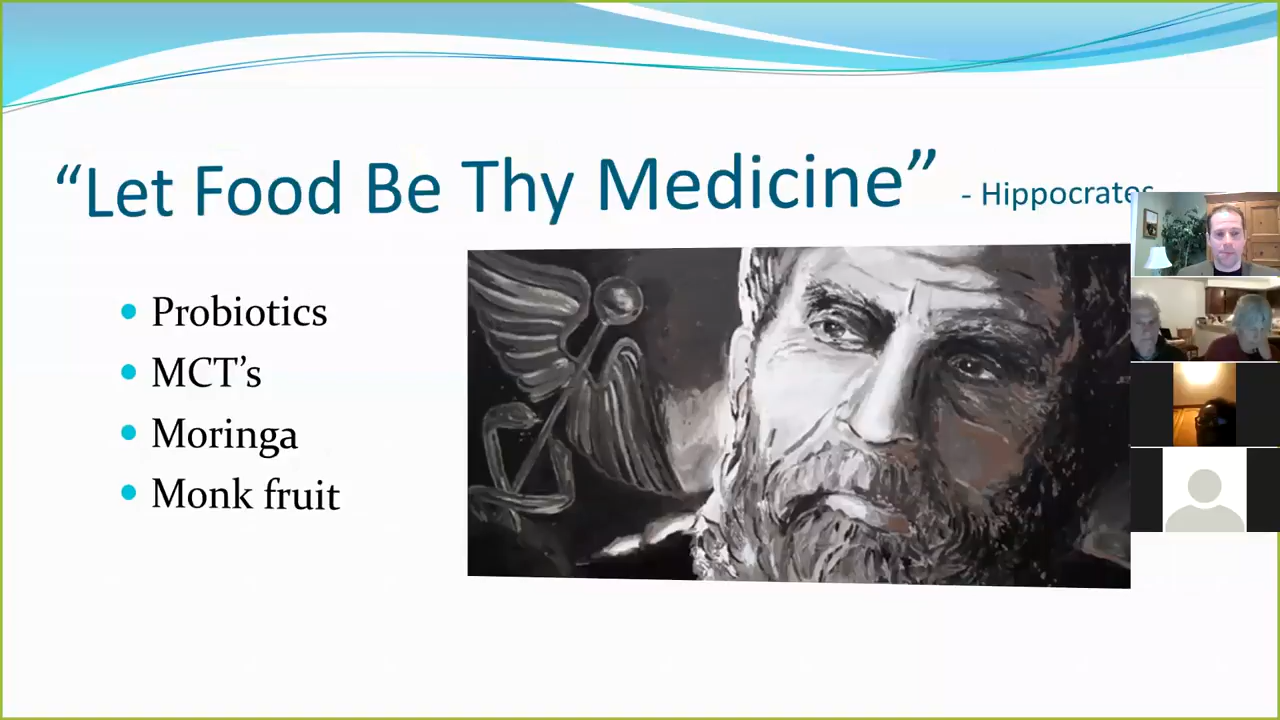 “Let Food Be Thy Medicine” - Hippocrates
• Probiotics
• MCT’s
• Moringa
• Monk fruit